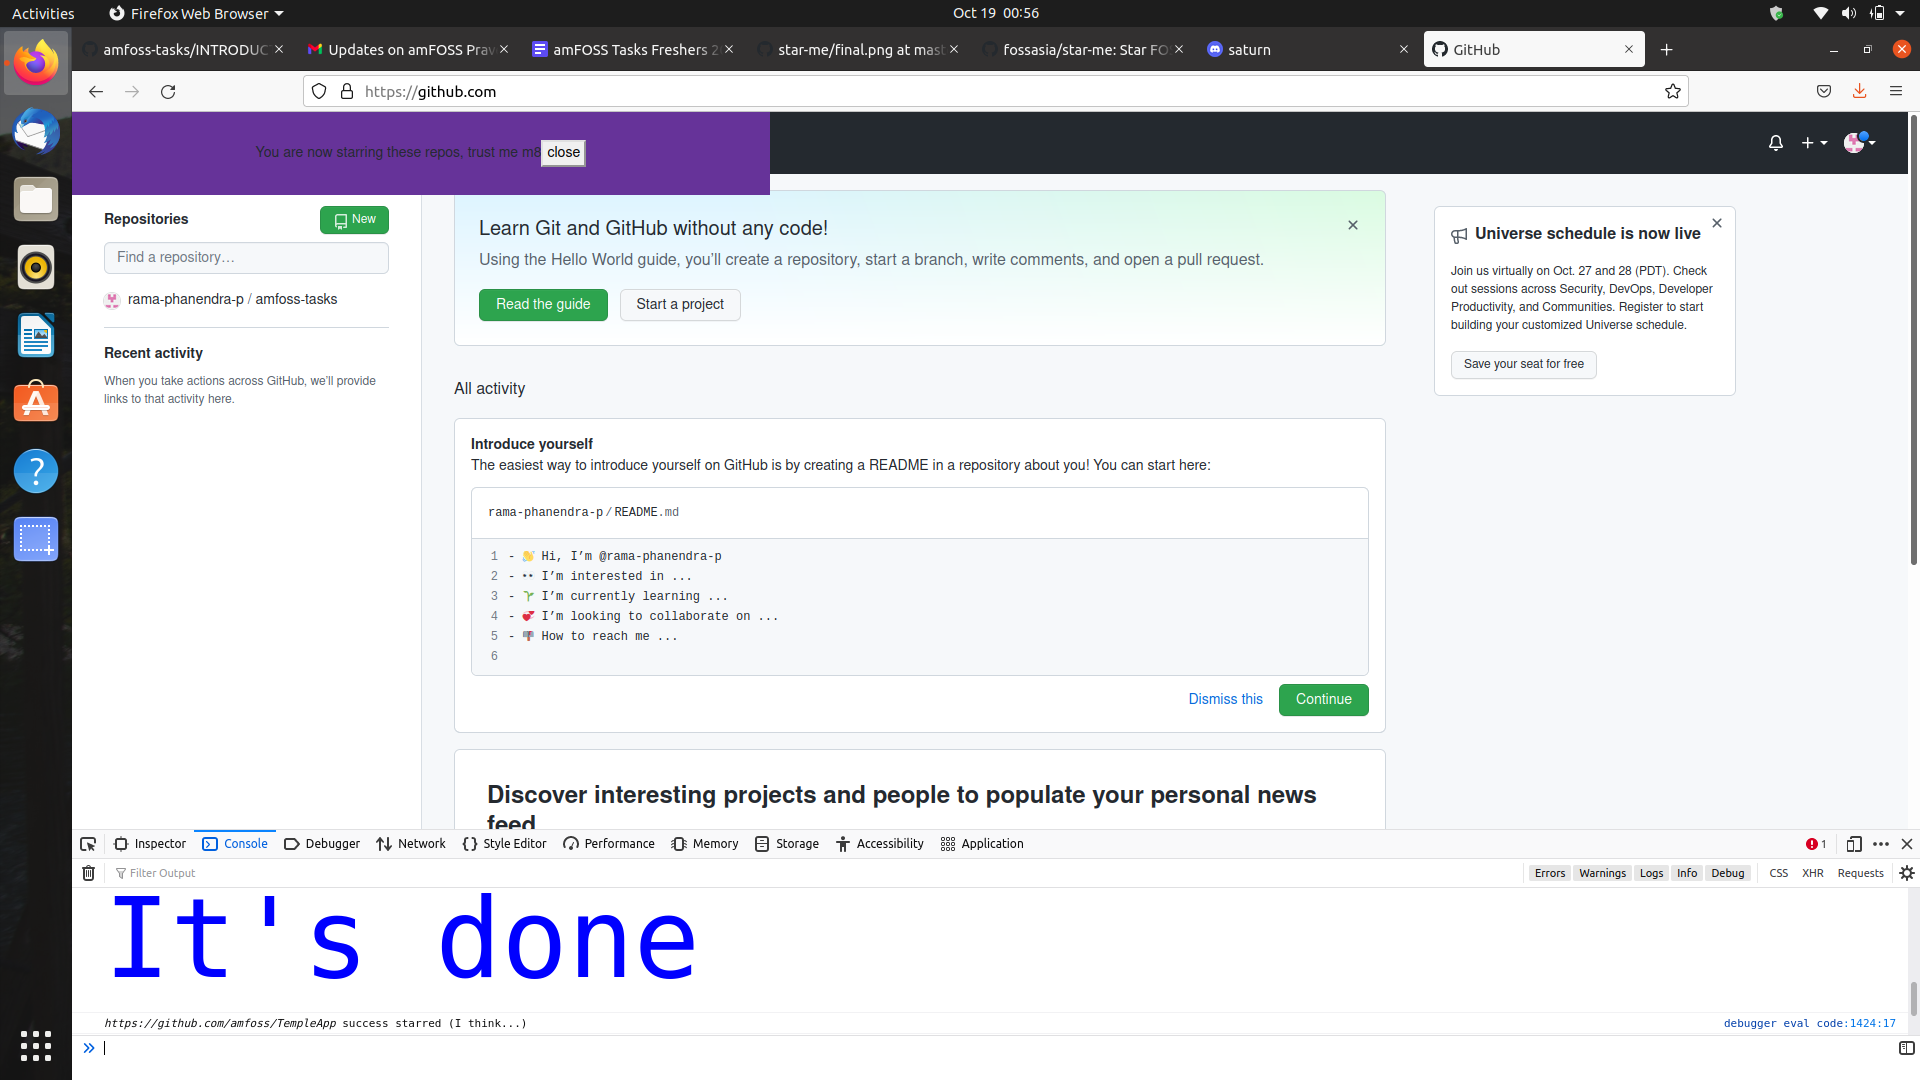 Activities
Firefox Web Browser
Oct 19 00:56
amfoss-tasks/INTRODUC
Updates on amFOSS Prav
amFOSS Tasks Freshers 2
star-me/final.png at mast
fossasia/star-me: Star FO
saturn
GitHub
https://github.com
You are now starring these repos, trust me m8
close
Repositories
New
Find a repository…
rama-phanendra-p / amfoss-tasks
Recent activity
When you take actions across GitHub, we'll provide
links to that activity here.
Learn Git and GitHub without any code!
Using the Hello World guide, you'll create a repository, start a branch, write comments, and open a pull request.
Read the guide
Start a project
All activity
Introduce yourself
The easiest way to introduce yourself on GitHub is by creating a README in a repository about you! You can start here:
rama-phanendra-p / README.md
1 - 👋 Hi, I’m @rama-phanendra-p
2 - 👀 I’m interested in ...
3 - 🌱 I’m currently learning ...
4 - 💞️ I’m looking to collaborate on ...
5 - 📫 How to reach me ...
6
Dismiss this
Continue
Discover interesting projects and people to populate your personal news
feed
Universe schedule is now live
Join us virtually on Oct. 27 and 28 (PDT). Check
out sessions across Security, DevOps, Developer
Productivity, and Communities. Register to start
building your customized Universe schedule.
Save your seat for free
Inspector
Console
Debugger
Network
Style Editor
Performance
Memory
Storage
Accessibility
Application
1
Filter Output
Errors
Warnings
Logs
Info
Debug
CSS
XHR
Requests
It's done
https://github.com/amfoss/TempleApp success starred (I think...)
debugger eval code:1424:17